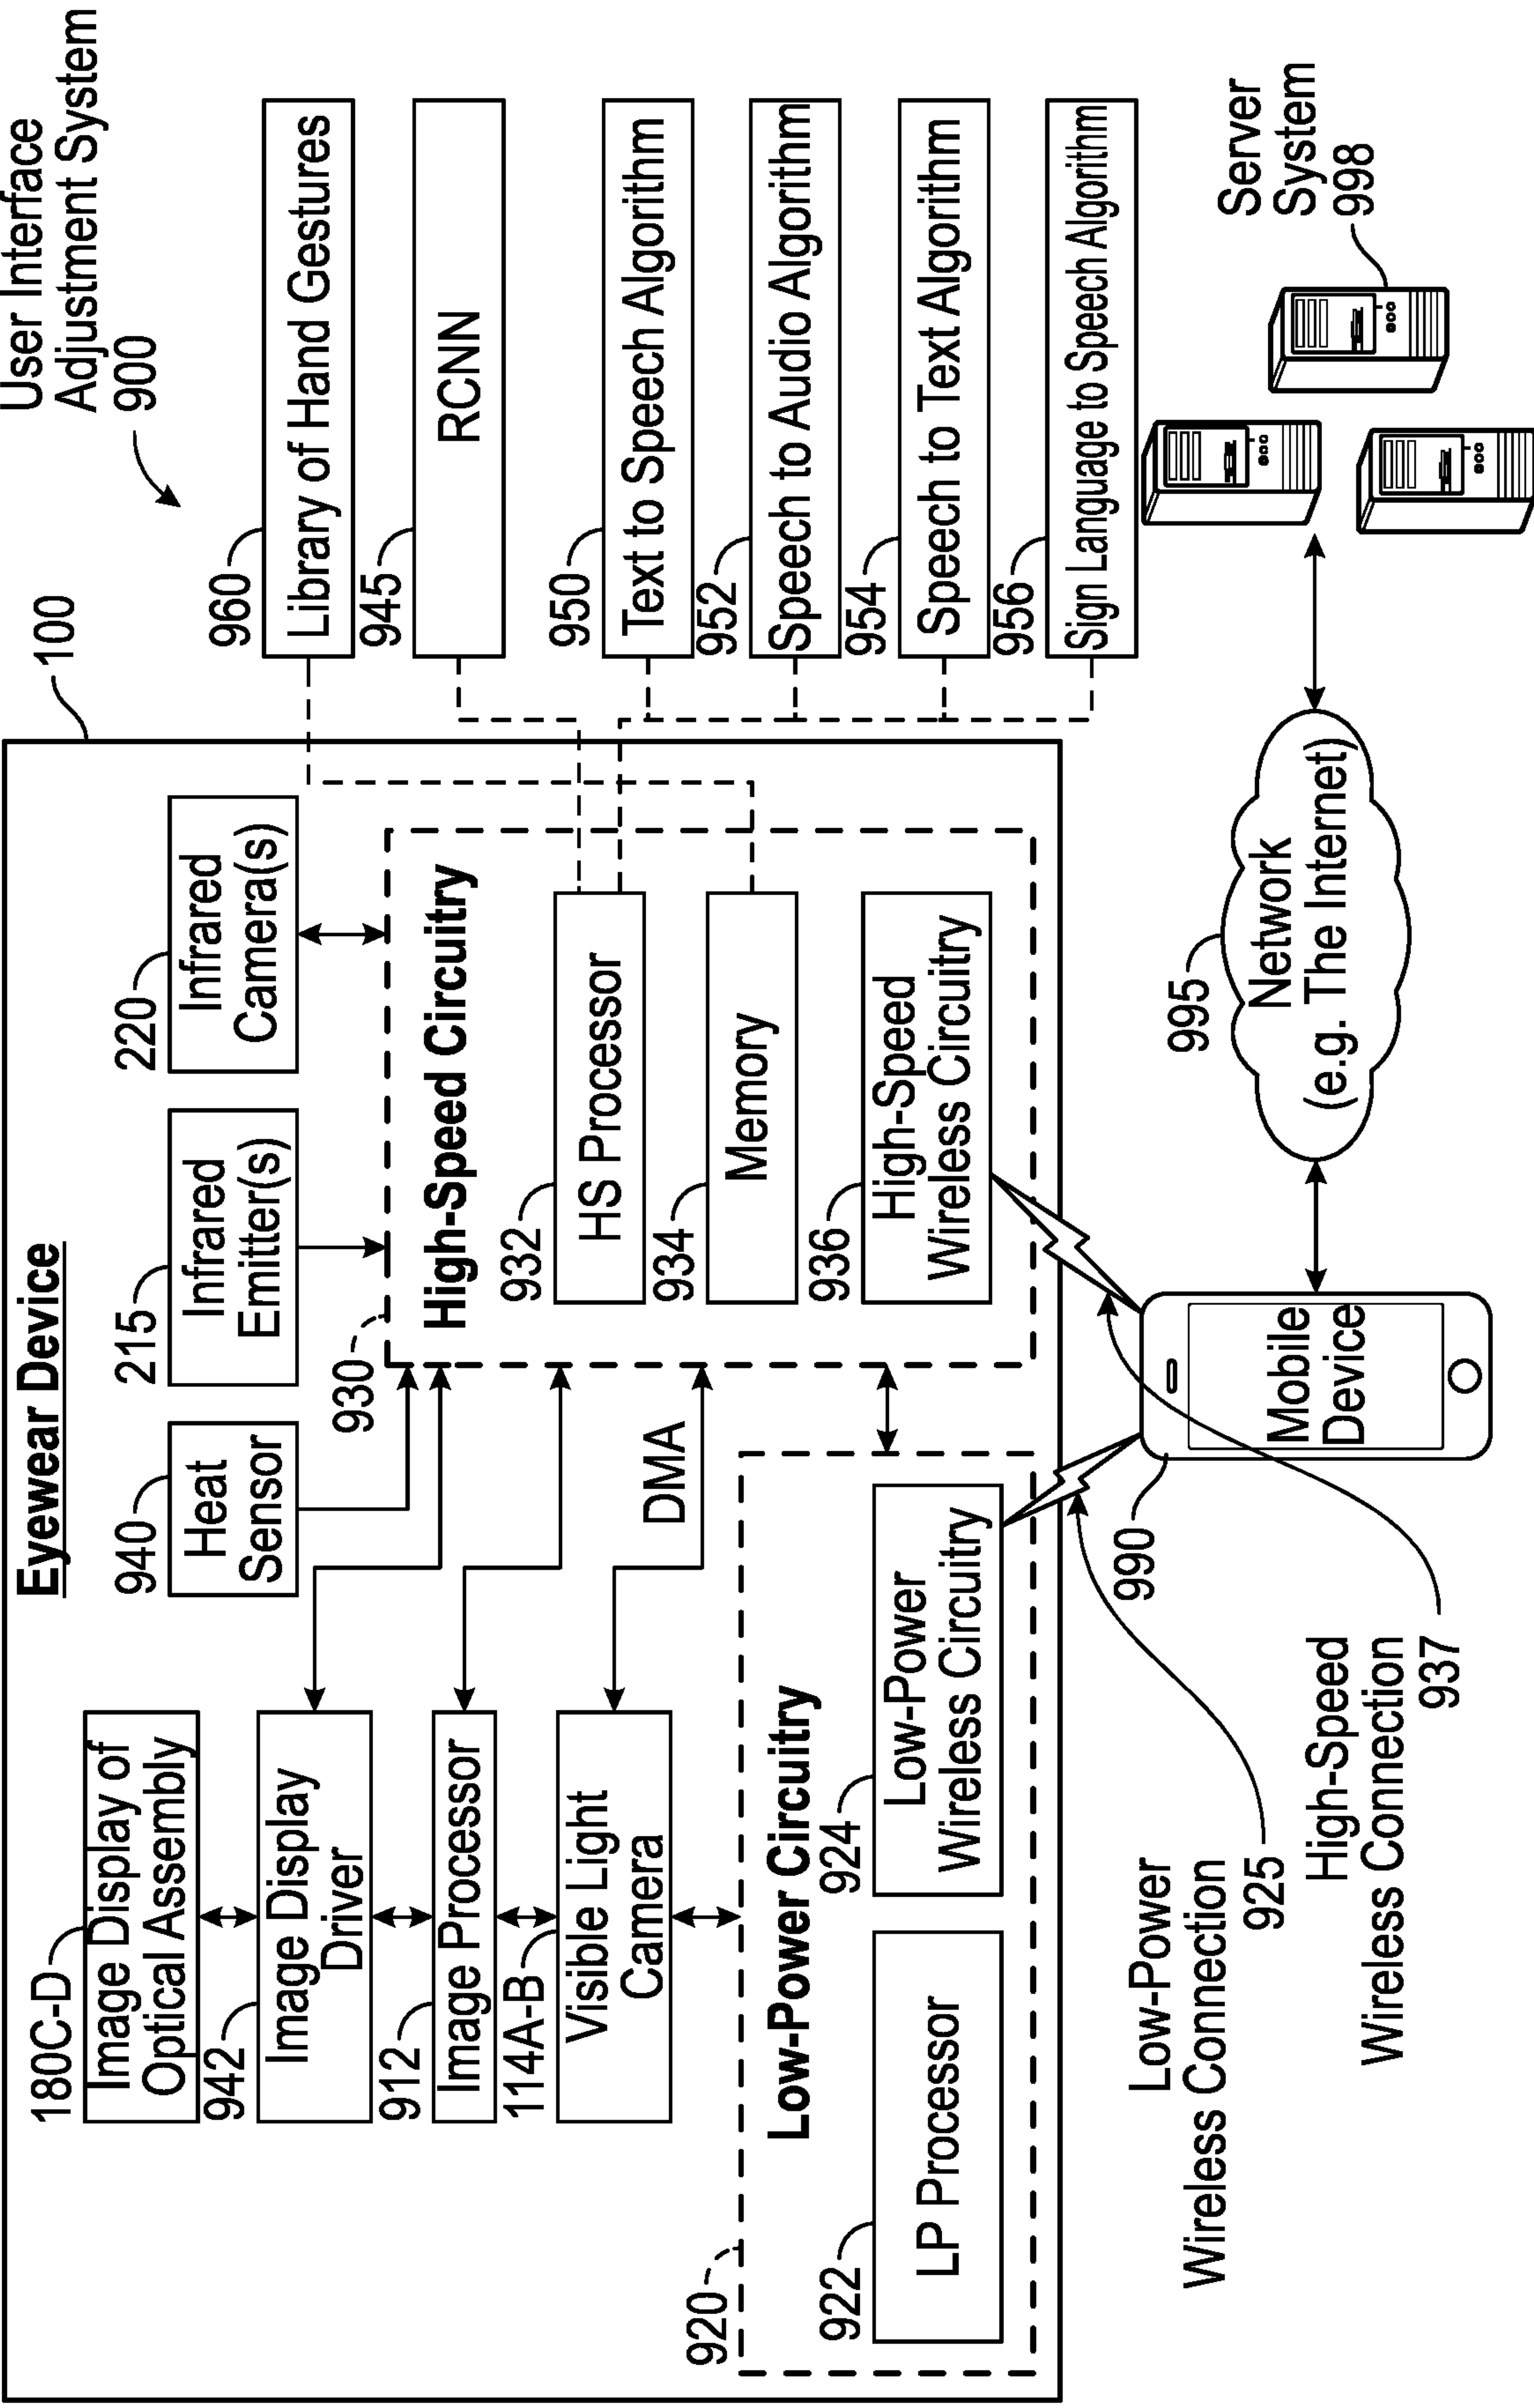 User Interface
Adjustment System
900
Eyewear Device
100
180C-D
Image Display of
Optical Assembly
942
Image Display
Driver
912
Image Processor
114A-B
Visible Light
Camera
940
Heat
Sensor
215
Infrared
Emitter(s)
220
Infrared
Camera(s)
DMA
930
High-Speed Circuitry
932
HS Processor
934
Memory
936
High-Speed
Wireless Circuitry
920
Low-Power Circuitry
922
LP Processor
924
Low-Power
Wireless Circuitry
960
Library of Hand Gestures
945
RCNN
950
Text to Speech Algorithm
952
Speech to Audio Algorithm
954
Speech to Text Algorithm
956
Sign Language to Speech Algorithm
Low-Power
Wireless Connection
925
High-Speed
Wireless Connection
937
990
Mobile
Device
995
Network
(e.g. The Internet)
Server
System
998